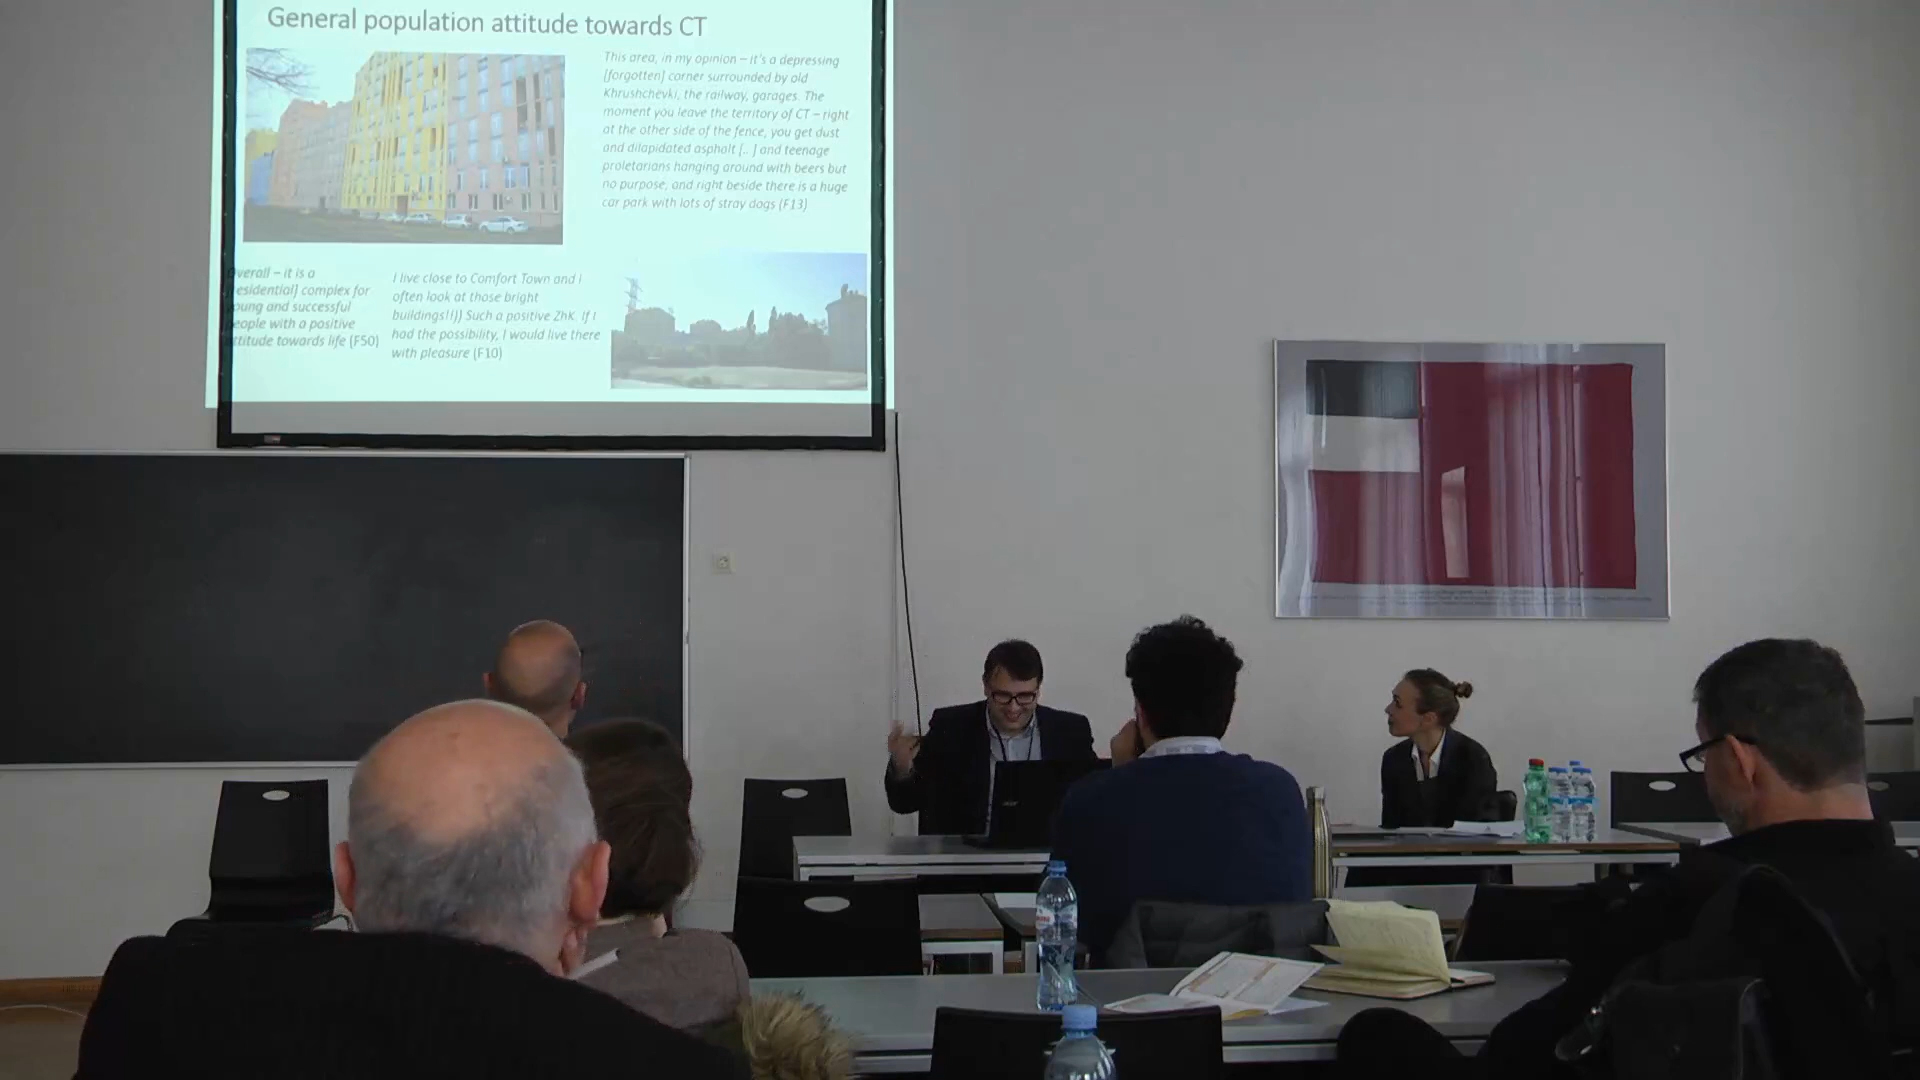 General population attitude towards CT
This area, in my opinion – it's a depressing
[forgotten] corner surrounded by old
Khrushchevki, the railway, garages. The
moment you leave the territory of CT – right
at the other side of the fence, you get dust
and dilapidated asphalt [..] and teenage
proletarians hanging around with beers but
no purpose, and right beside there is a huge
car park with lots of stray dogs (F13)
Overall – it is a
[residential] complex for
young and successful
people with a positive
attitude towards life (F50)
I live close to Comfort Town and I
often look at those bright
buildings!!)) Such a positive ZhK. If I
had the possibility, I would live there
with pleasure (F10)